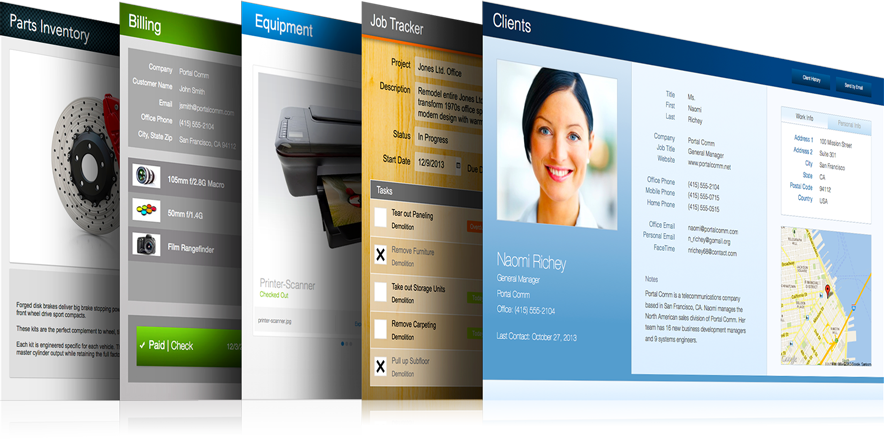 Parts Inventory
Forged disk brakes deliver big brake stopping pow
front wheel drive sport compacts.
These kits are the perfect complement to wheel, t
Each kit is engineered specific for each vehicle. T
master cylinder output while retaining the full fact
Billing
Company Portal Comm
Customer Name John Smith
Email jsmith@portalcomm.com
Office Phone (415) 555-2104
City, State Zip San Francisco, CA 94113
105mm f/2.8G Macro
50mm f/1.4G
Film Rangefinder
✓ Paid | Check
Equipment
Printer-Scanner
Checked Out
printer-scanner.jpg
Job Tracker
Project Jones Ltd. Office
Description Remodel entire Jones Ltd.
transform 1970s office sp
modern design with warm
Status In Progress
Start Date 12/9/2013 Due D
Tasks
Tear out Paneling
Demolition
Remove Furniture
Demolition
Take out Storage Units
Demolition
Remove Carpeting
Demolition
Pull up Subfloor
Demolition
Clients
Client History
Send by Email
Naomi Richey
General Manager
Portal Comm
Office: (415) 555-2104
Last Contact: October 27, 2013
Title Ms.
First Naomi
Last Richey
Company Portal Comm
Job Title General Manager
Website www.portalcomm.net
Office Phone (415) 555-2104
Mobile Phone (415) 555-0715
Home Phone (415) 555-0515
Office Email naomi@portalcomm.com
Personal Email n_richey@gomail.org
FaceTime nrichey68@contact.com
Notes
Portal Comm is a telecommunications company
based in San Francisco, CA. Naomi manages the
North American sales division of Portal Comm. Her
team has 16 new business development managers
and 9 systems engineers.
Work Info
Personal Info
Address 1 100 Mission Street
Address 2 Suite 301
City San Francisco
State CA
Postal Code 94112
Country USA